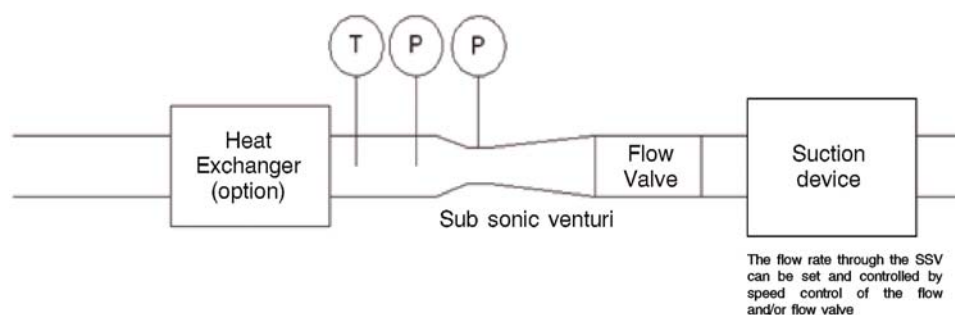 T
P
P
Heat
Exchanger
(option)
Flow
Valve
Suction
device
Sub sonic venturi
The flow rate through the SSV
can be set and controlled by
speed control of the flow
and/or flow valve